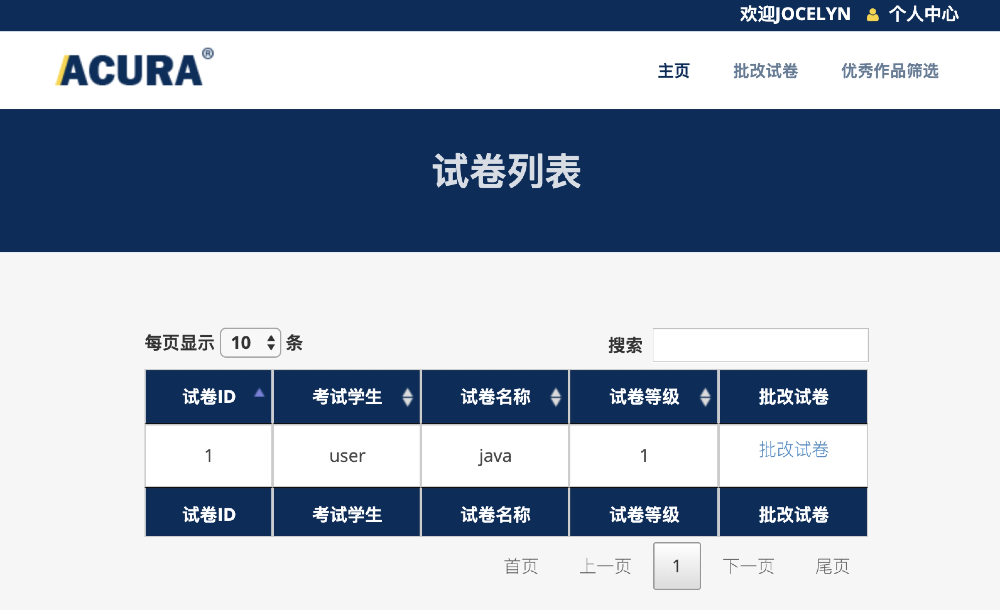 欢迎JOCELYN 个人中心
ACURA®
主页 批改试卷 优秀作品筛选
试卷列表
每页显示 10 条 搜索
试卷ID 考试学生 试卷名称 试卷等级 批改试卷
1 user java 1 批改试卷
试卷ID 考试学生 试卷名称 试卷等级 批改试卷
首页 上一页 1 下一页 尾页